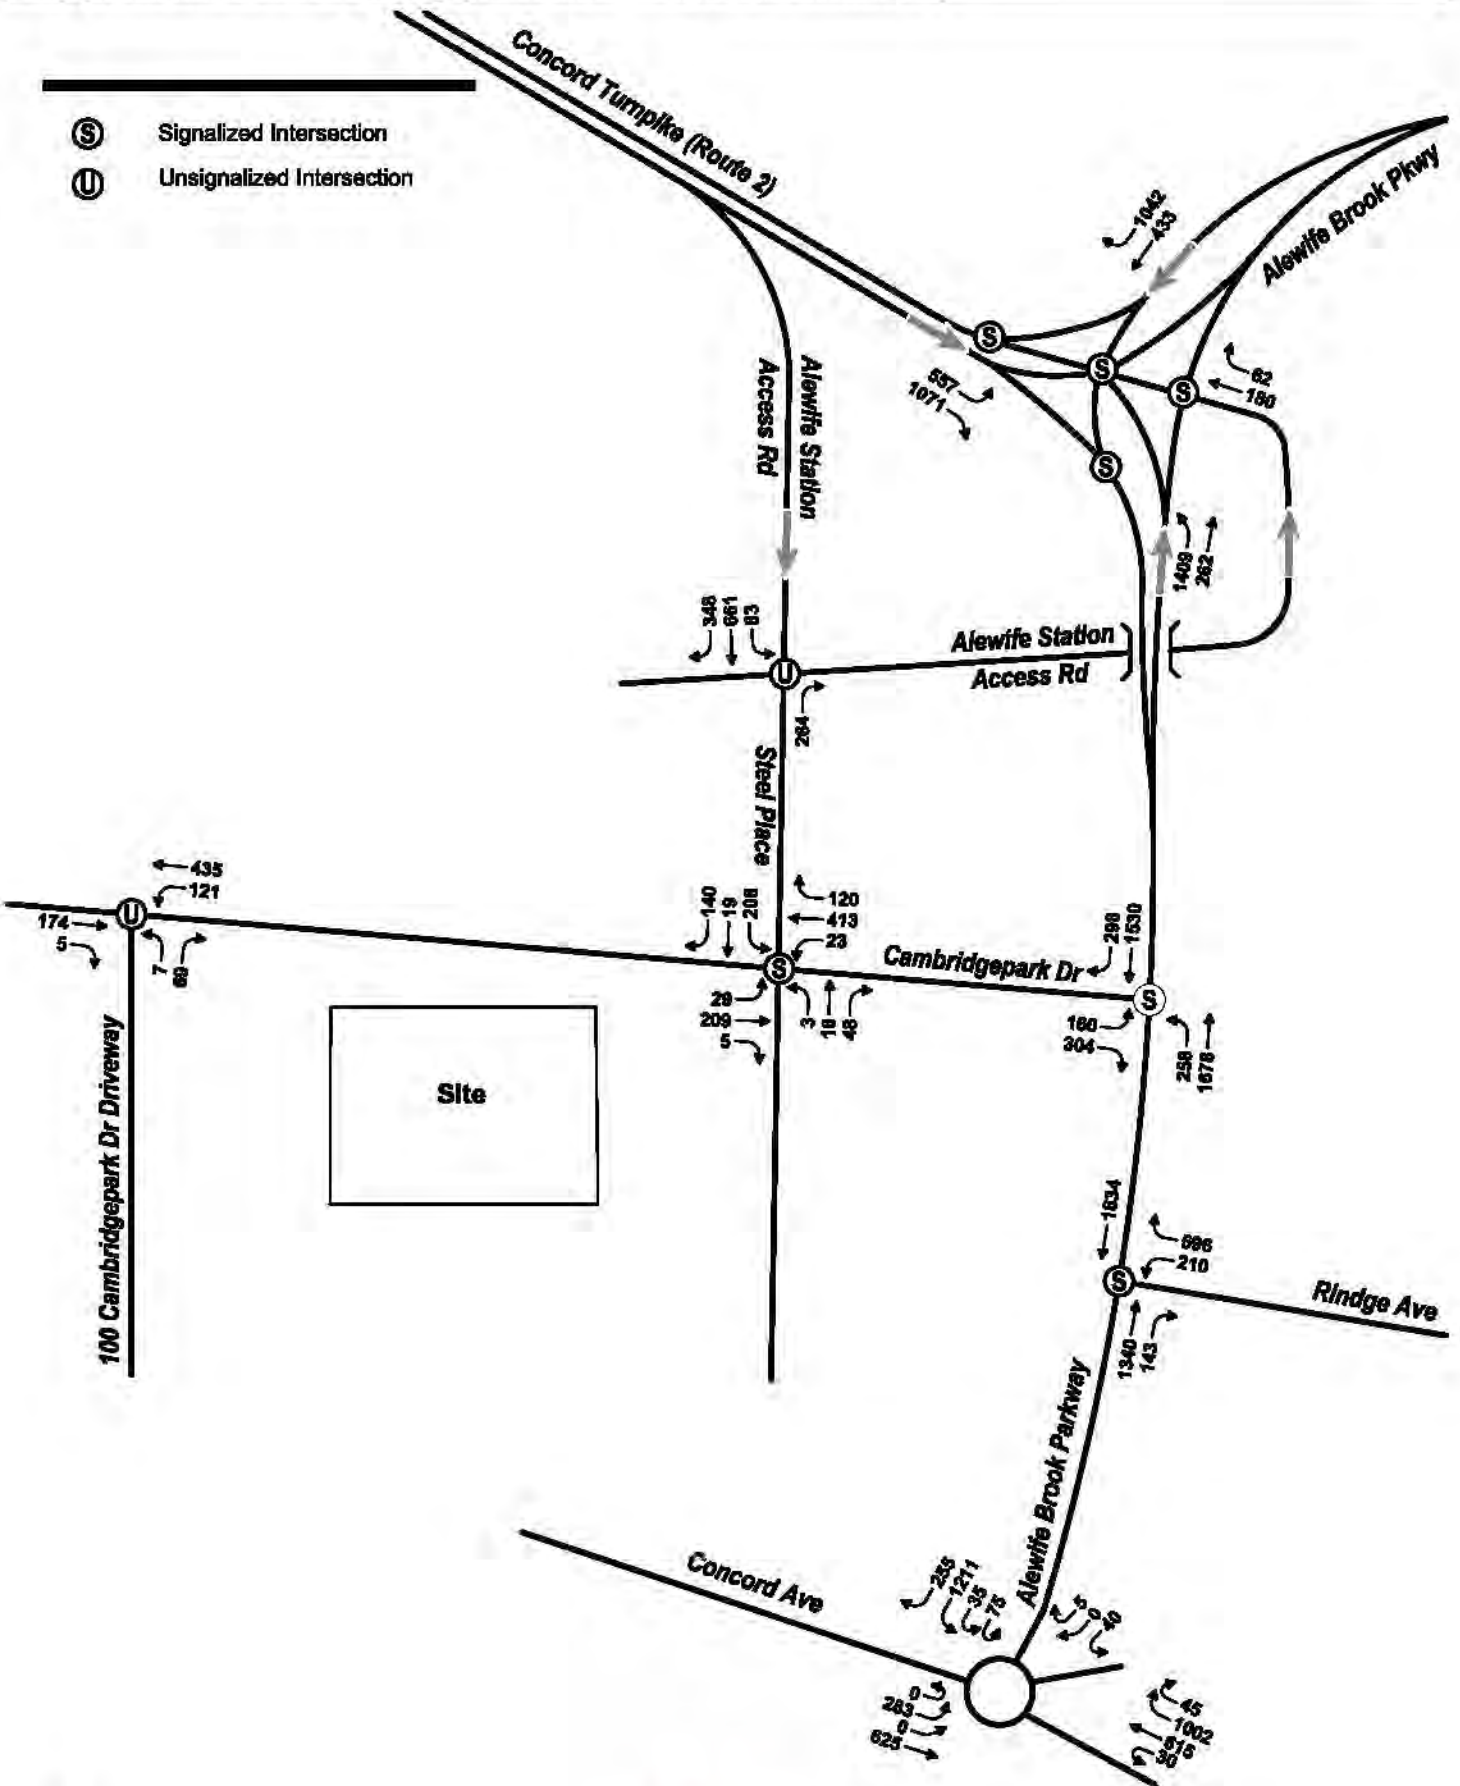 Concord Turnpike (Route 2)
S Signalized Intersection
U Unsignalized Intersection
Alewife Brook Pkwy
1042
433
S
S
S
S
557
1071
62
180
Alewife Station
Access Rd
1409
262
348
661
83
U
Alewife Station
Access Rd
264
Steel Place
435
121
U
174
5
7
69
140
19
208
120
413
23
S
Cambridgepark Dr
29
209
5
3
18
48
298
1530
S
160
304
258
1678
100 Cambridgepark Dr Driveway
Site
1834
596
210
S
Rindge Ave
1340
143
Alewife Brook Parkway
Concord Ave
255
1211
35
75
5
0
40
0
283
0
625
45
1002
615
30